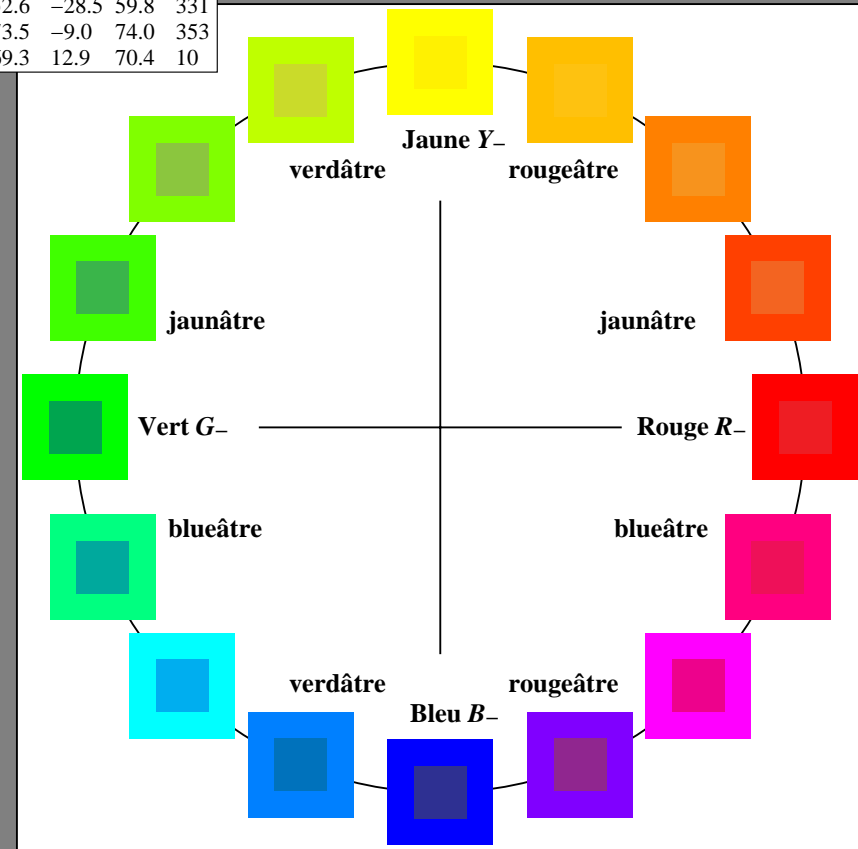 −28.5 59.8 331
−9.0 74.0 353
12.9 70.4 10
Jaune Y−
verdâtre rougeâtre
jaunâtre jaunâtre
Vert G− Rouge R−
blueâtre blueâtre
verdâtre rougeâtre
Bleu B−